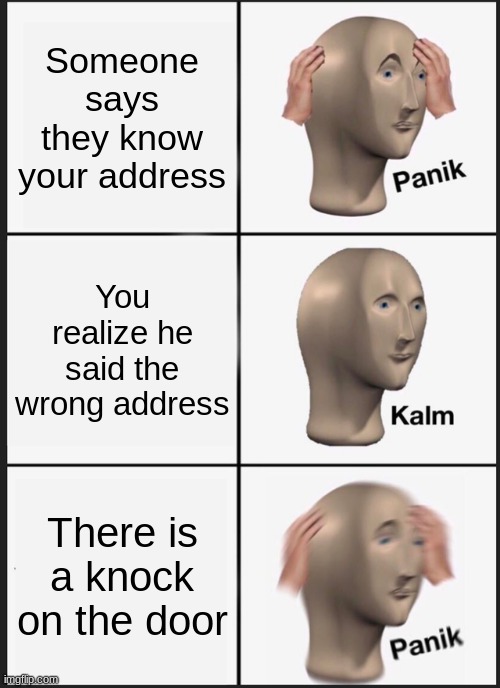 Someone
says
they know
your address
Panik
You
realize he
said the
wrong address
Kalm
There is
a knock
on the door
Panik
imgflip.com